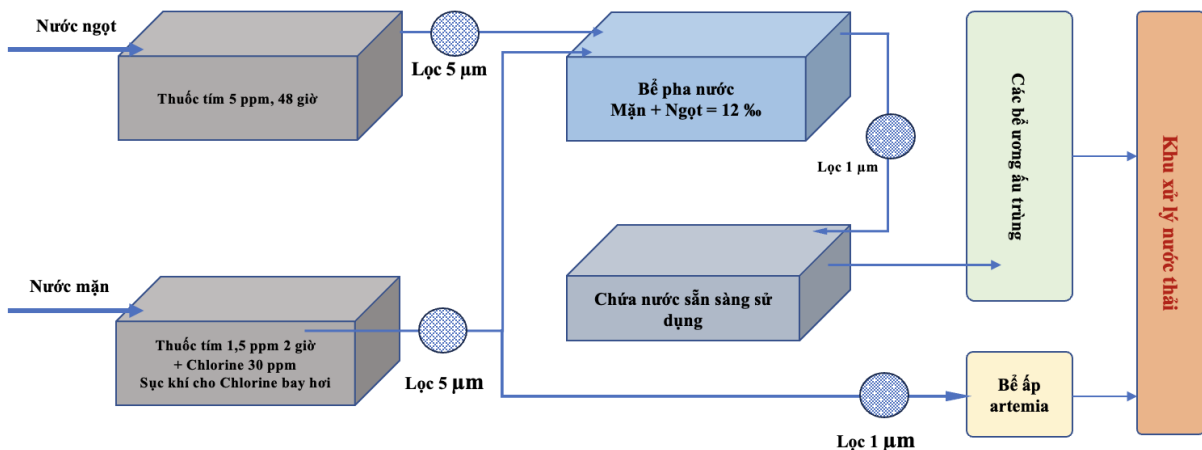 Nước ngọt
Thuốc tím 5 ppm, 48 giờ
Lọc 5 µm
Bể pha nước
Mặn + Ngọt = 12 ‰
Lọc 1 µm
Các bể ương ấu trùng
Khu xử lý nước thải
Nước mặn
Thuốc tím 1,5 ppm 2 giờ
+ Chlorine 30 ppm
Sục khí cho Chlorine bay hơi
Lọc 5 µm
Chứa nước sẵn sàng sử
dụng
Lọc 1 µm
Bể ấp
artemia